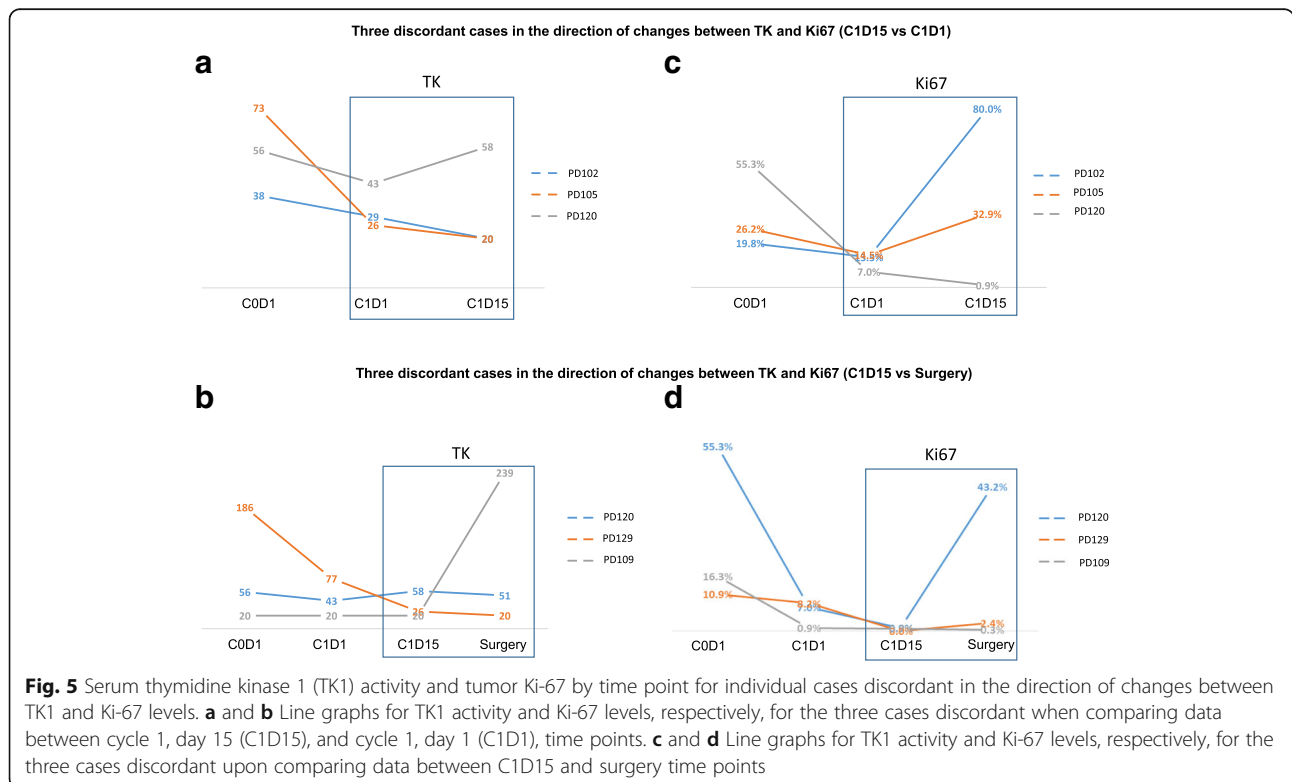 Three discordant cases in the direction of changes between TK and Ki67 (C1D15 vs C1D1)
a
TK
73
56
38
43
29
26
58
20
C0D1
C1D1
C1D15
PD102
PD105
PD120
c
Ki67
55.3%
26.2%
19.8%
14.5%
7.0%
80.0%
32.9%
0.9%
C0D1
C1D1
C1D15
PD102
PD105
PD120
Three discordant cases in the direction of changes between TK and Ki67 (C1D15 vs Surgery)
b
TK
186
56
20
77
43
20
58
26
20
239
51
20
C0D1
C1D1
C1D15
Surgery
PD120
PD129
PD109
d
Ki67
55.3%
16.3%
10.9%
7.0%
0.9%
43.2%
2.4%
0.3%
C0D1
C1D1
C1D15
Surgery
PD120
PD129
PD109
Fig. 5 Serum thymidine kinase 1 (TK1) activity and tumor Ki-67 by time point for individual cases discordant in the direction of changes between
TK1 and Ki-67 levels. a and b Line graphs for TK1 activity and Ki-67 levels, respectively, for the three cases discordant when comparing data
between cycle 1, day 15 (C1D15), and cycle 1, day 1 (C1D1), time points. c and d Line graphs for TK1 activity and Ki-67 levels, respectively, for the
three cases discordant upon comparing data between C1D15 and surgery time points